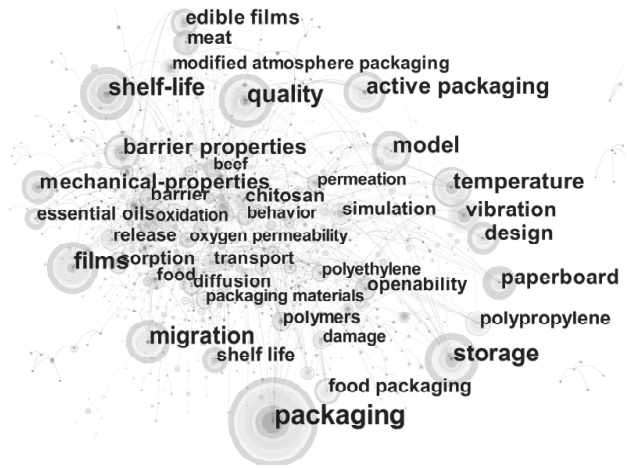 edible films
meat
modified atmosphere packaging
shelf-life
quality
active packaging
barrier properties
model
beef
mechanical-properties
permeation
temperature
barrier
chitosan
essential oils
oxidation
behavior
simulation
vibration
release
oxygen permeability
design
films
sorption
transport
food
diffusion
polyethylene
openability
paperboard
packaging materials
polymers
polypropylene
migration
damage
shelf life
storage
food packaging
packaging